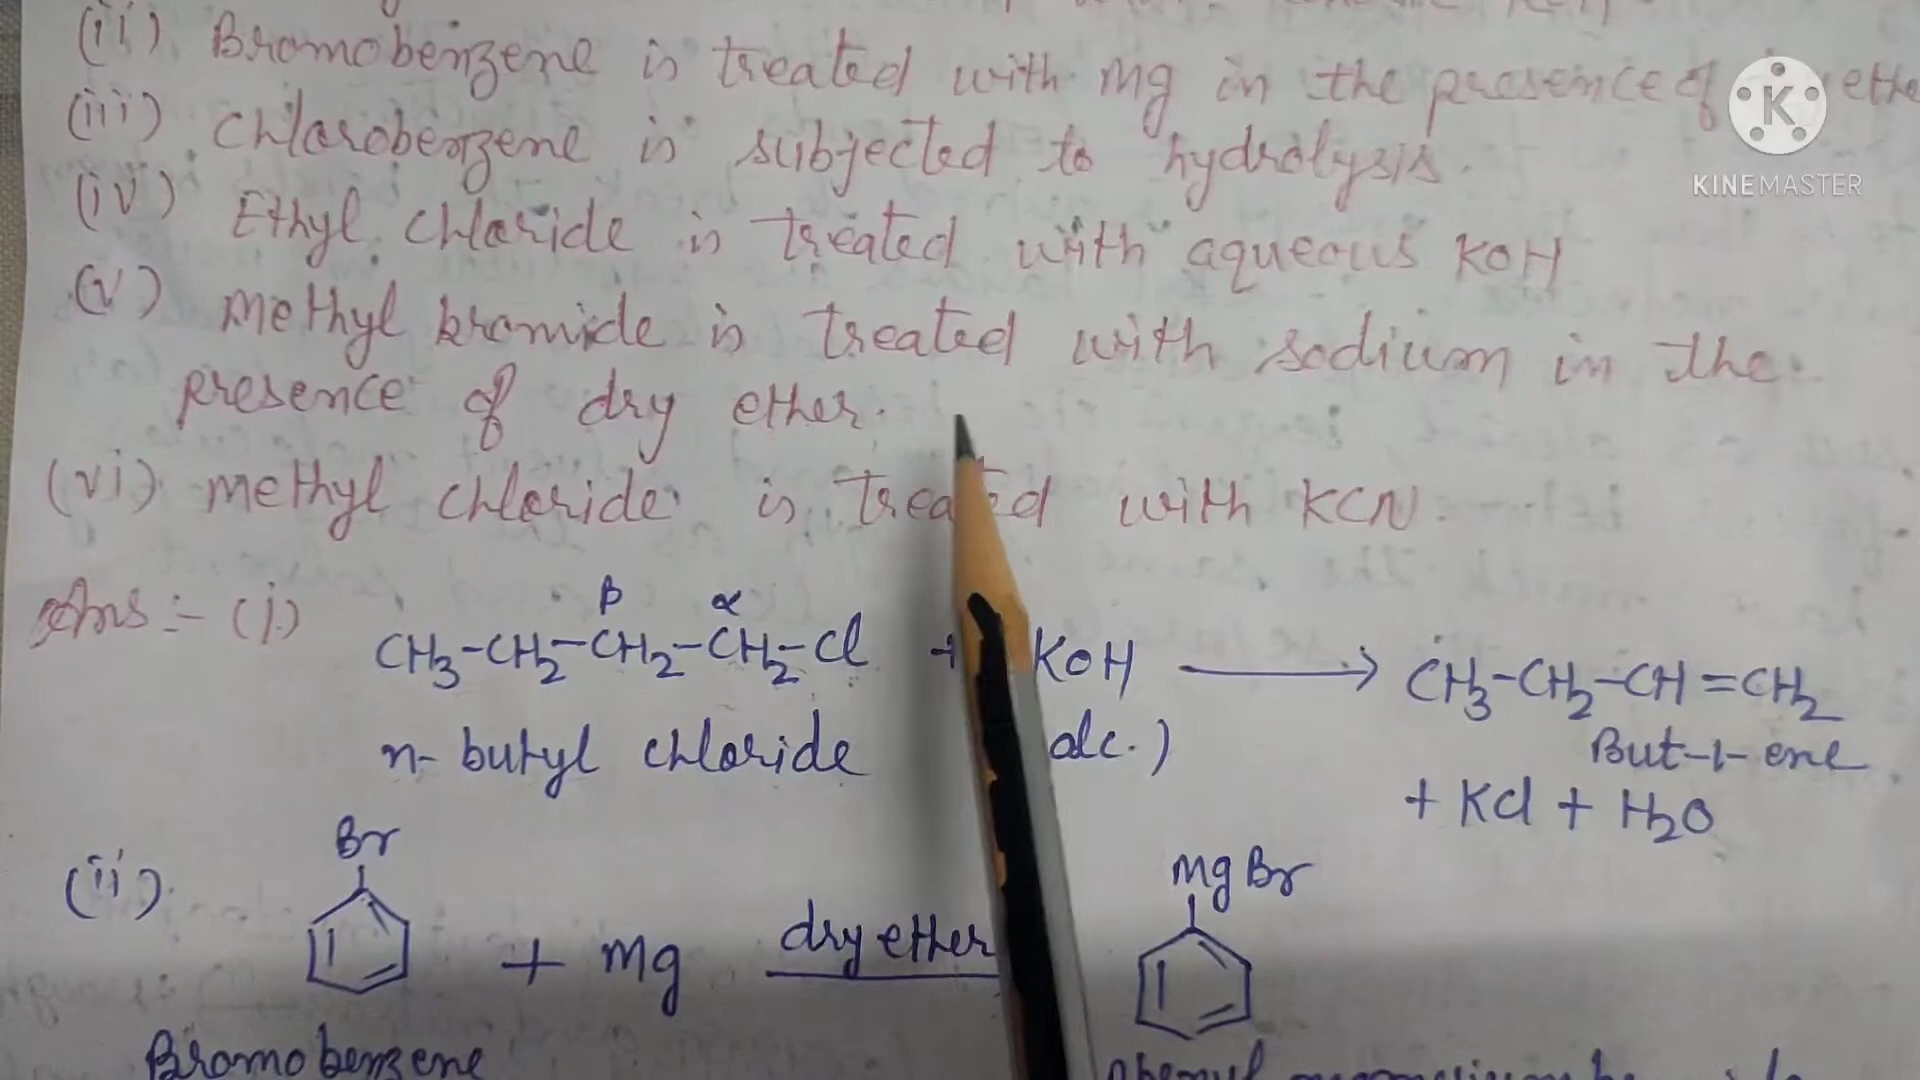 (ii) Bromobenzene is treated with Mg in the presence of ethe
(iii) Chlorobenzene is subjected to hydrolysis.
(iv) Ethyl chloride is treated with aqueous KOH
(v) Methyl bromide is treated with sodium in the
presence of dry ether.
(vi) Methyl chloride is treated with KCN.
KINEMASTER
Ans :- (i)
β α
CH3-CH2-CH2-CH2-Cl + KOH → CH3-CH2-CH=CH2
n-butyl chloride alc.) But-1-ene
+ KCl + H2O
(ii) Br + Mg dry ether MgBr
Bromobenzene phenyl